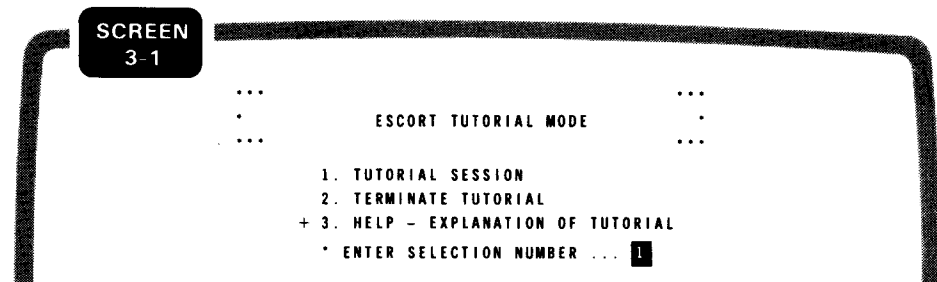 SCREEN
3-1
... ...
. ESCORT TUTORIAL MODE .
... ...
1. TUTORIAL SESSION
2. TERMINATE TUTORIAL
+ 3. HELP - EXPLANATION OF TUTORIAL
* ENTER SELECTION NUMBER ... 1